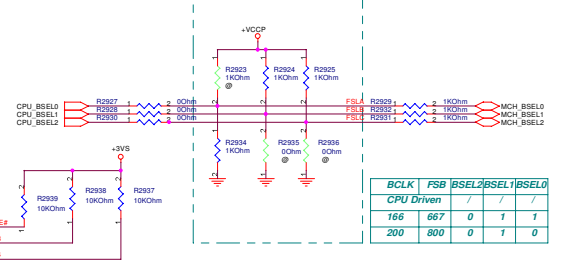 +VCCP
R2923
1KOhm
@
R2924
1KOhm
R2925
1KOhm
CPU_BSEL0
R2927
0Ohm
FSLA
R2929
1KOhm
MCH_BSEL0
CPU_BSEL1
R2928
0Ohm
FSLB
R2932
1KOhm
MCH_BSEL1
CPU_BSEL2
R2930
0Ohm
FSLC
R2931
1KOhm
MCH_BSEL2
R2934
1KOhm
R2935
0Ohm
@
R2936
0Ohm
@
+3VS
R2939
10KOhm
R2938
10KOhm
R2937
10KOhm
E#
BCLK FSB BSEL2 BSEL1 BSEL0
CPU Driven / / /
166 667 0 1 1
200 800 0 1 0